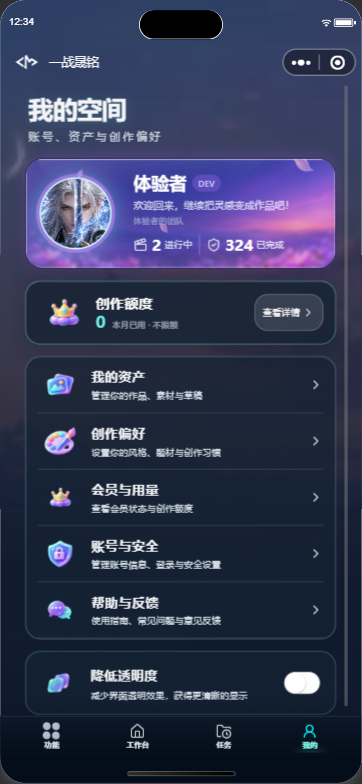 12:34
一战晟铭
我的空间
账号、资产与创作偏好
体验者 DEV
欢迎回来，继续把灵感变成作品吧！
体验者的团队
2 进行中 324 已完成
创作额度
0 本月已用 · 不限额
查看详情
我的资产
管理你的作品、素材与草稿
创作偏好
设置你的风格、题材与创作习惯
会员与用量
查看会员状态与创作额度
账号与安全
管理账号信息、登录与安全设置
帮助与反馈
使用指南、常见问题与意见反馈
降低透明度
减少界面透明效果，获得更清晰的显示
功能 工作台 任务 我的